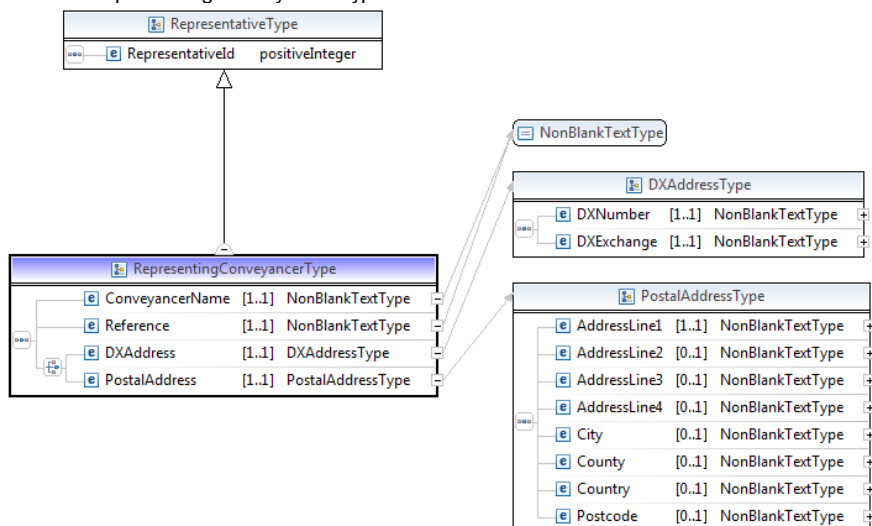 RepresentativeType
e RepresentativeId positiveInteger
NonBlankTextType
DXAddressType
e DXNumber [1..1] NonBlankTextType
e DXExchange [1..1] NonBlankTextType
RepresentingConveyancerType
e ConveyancerName [1..1] NonBlankTextType
e Reference [1..1] NonBlankTextType
e DXAddress [1..1] DXAddressType
e PostalAddress [1..1] PostalAddressType
PostalAddressType
e AddressLine1 [1..1] NonBlankTextType
e AddressLine2 [0..1] NonBlankTextType
e AddressLine3 [0..1] NonBlankTextType
e AddressLine4 [0..1] NonBlankTextType
e City [0..1] NonBlankTextType
e County [0..1] NonBlankTextType
e Country [0..1] NonBlankTextType
e Postcode [0..1] NonBlankTextType